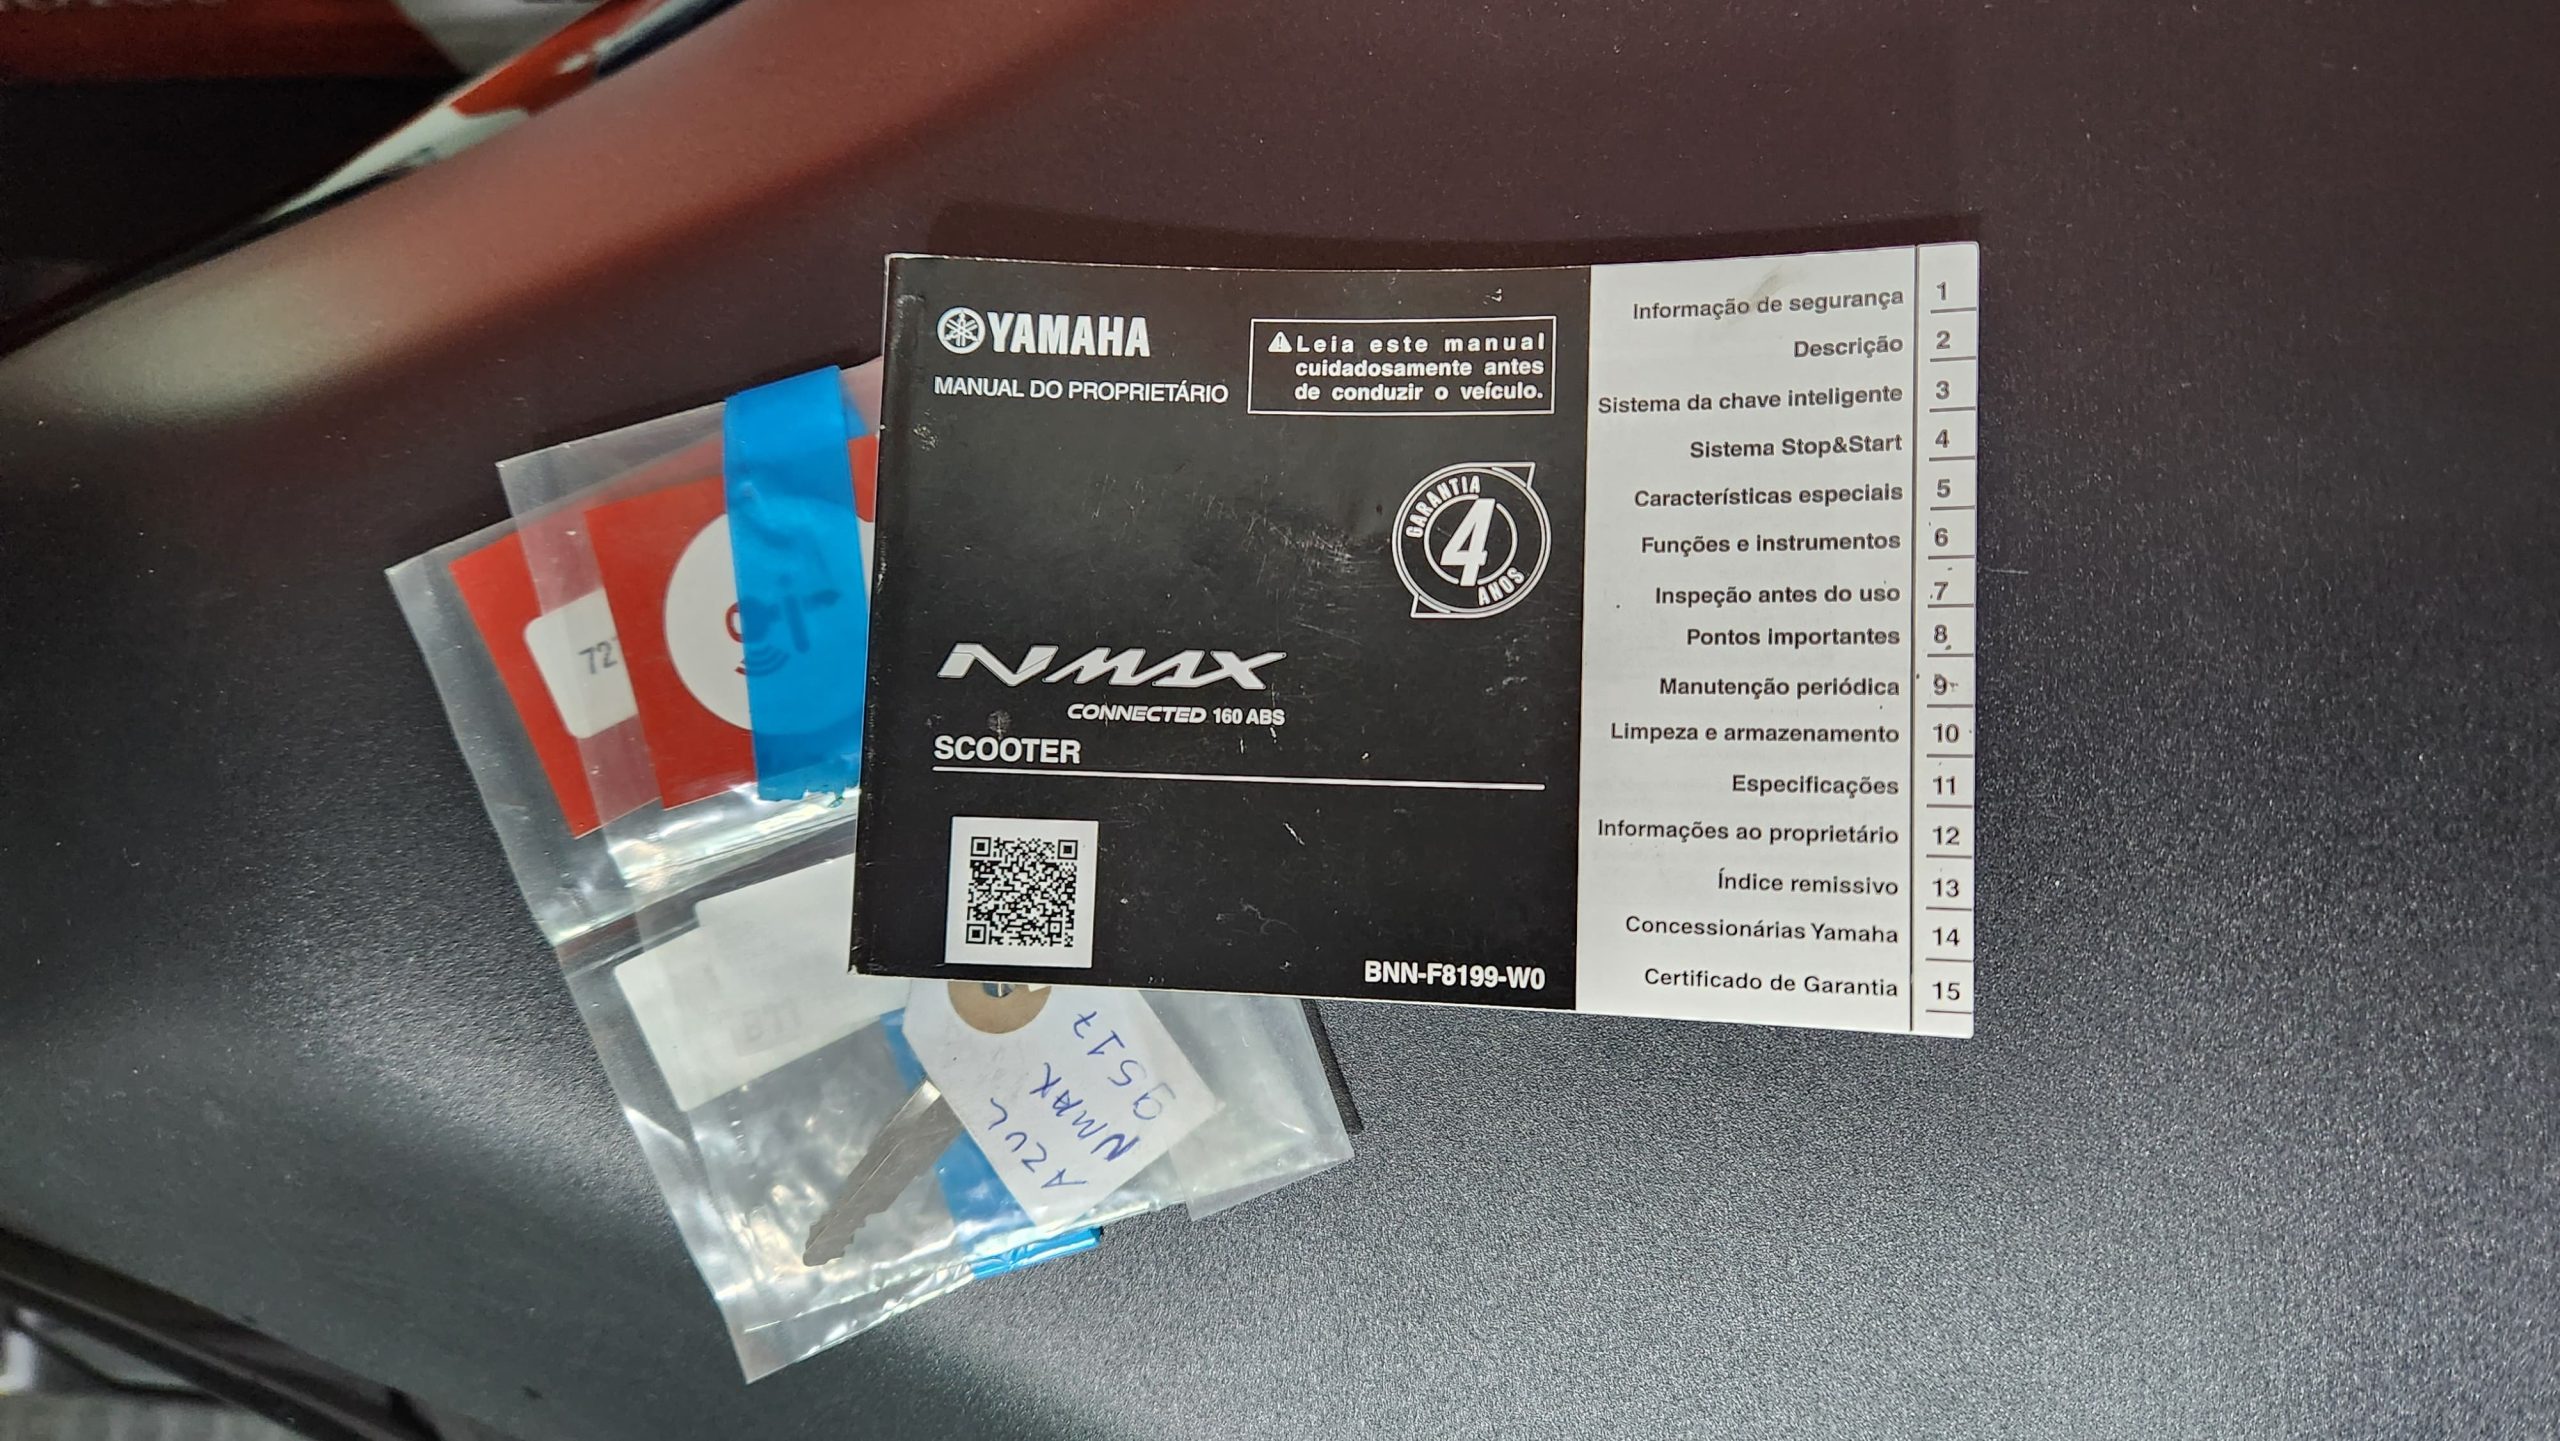 YAMAHA
MANUAL DO PROPRIETÁRIO
Leia este manual
cuidadosamente antes
de conduzir o veículo.
GARANTIA
4
ANOS
NMAX
CONNECTED 160 ABS
SCOOTER
BNN-F8199-W0
Informação de segurança 1
Descrição 2
Sistema da chave inteligente 3
Sistema Stop&Start 4
Características especiais 5
Funções e instrumentos 6
Inspeção antes do uso 7
Pontos importantes 8
Manutenção periódica 9
Limpeza e armazenamento 10
Especificações 11
Informações ao proprietário 12
Índice remissivo 13
Concessionárias Yamaha 14
Certificado de Garantia 15
72
AZUL
NMAX
9517